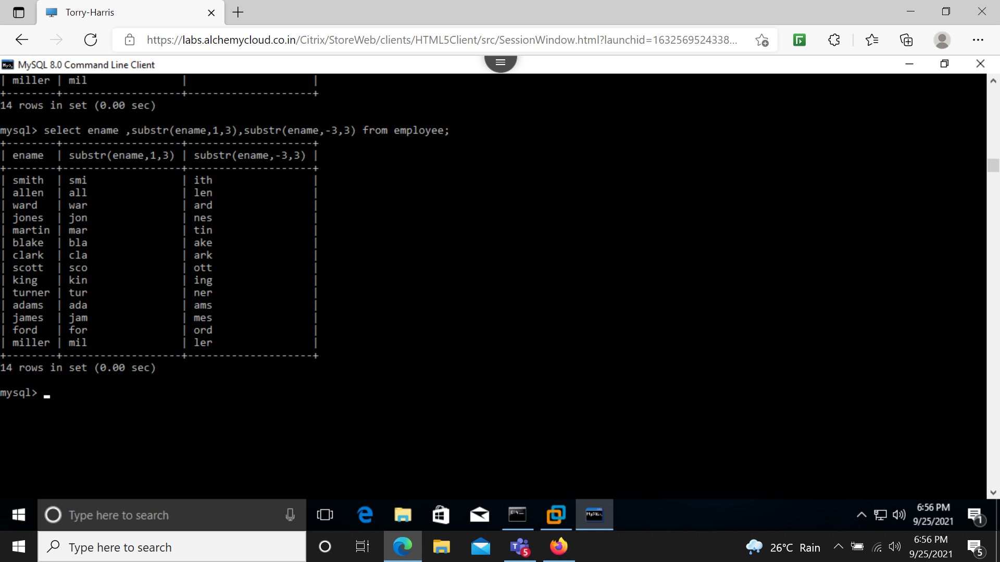 Torry-Harris
https://labs.alchemycloud.co.in/Citrix/StoreWeb/clients/HTML5Client/src/SessionWindow.html?launchid=1632569524338...
MySQL 8.0 Command Line Client
| miller | mil                |                    |
+--------+--------------------+--------------------+
14 rows in set (0.00 sec)
mysql> select ename ,substr(ename,1,3),substr(ename,-3,3) from employee;
+--------+-------------------+--------------------+
| ename  | substr(ename,1,3) | substr(ename,-3,3) |
+--------+-------------------+--------------------+
| smith  | smi               | ith                |
| allen  | all               | len                |
| ward   | war               | ard                |
| jones  | jon               | nes                |
| martin | mar               | tin                |
| blake  | bla               | ake                |
| clark  | cla               | ark                |
| scott  | sco               | ott                |
| king   | kin               | ing                |
| turner | tur               | ner                |
| adams  | ada               | ams                |
| james  | jam               | mes                |
| ford   | for               | ord                |
| miller | mil               | ler                |
+--------+-------------------+--------------------+
14 rows in set (0.00 sec)
mysql> _
Type here to search
6:56 PM
9/25/2021
1
Type here to search
5
26°C Rain
6:56 PM
9/25/2021
5